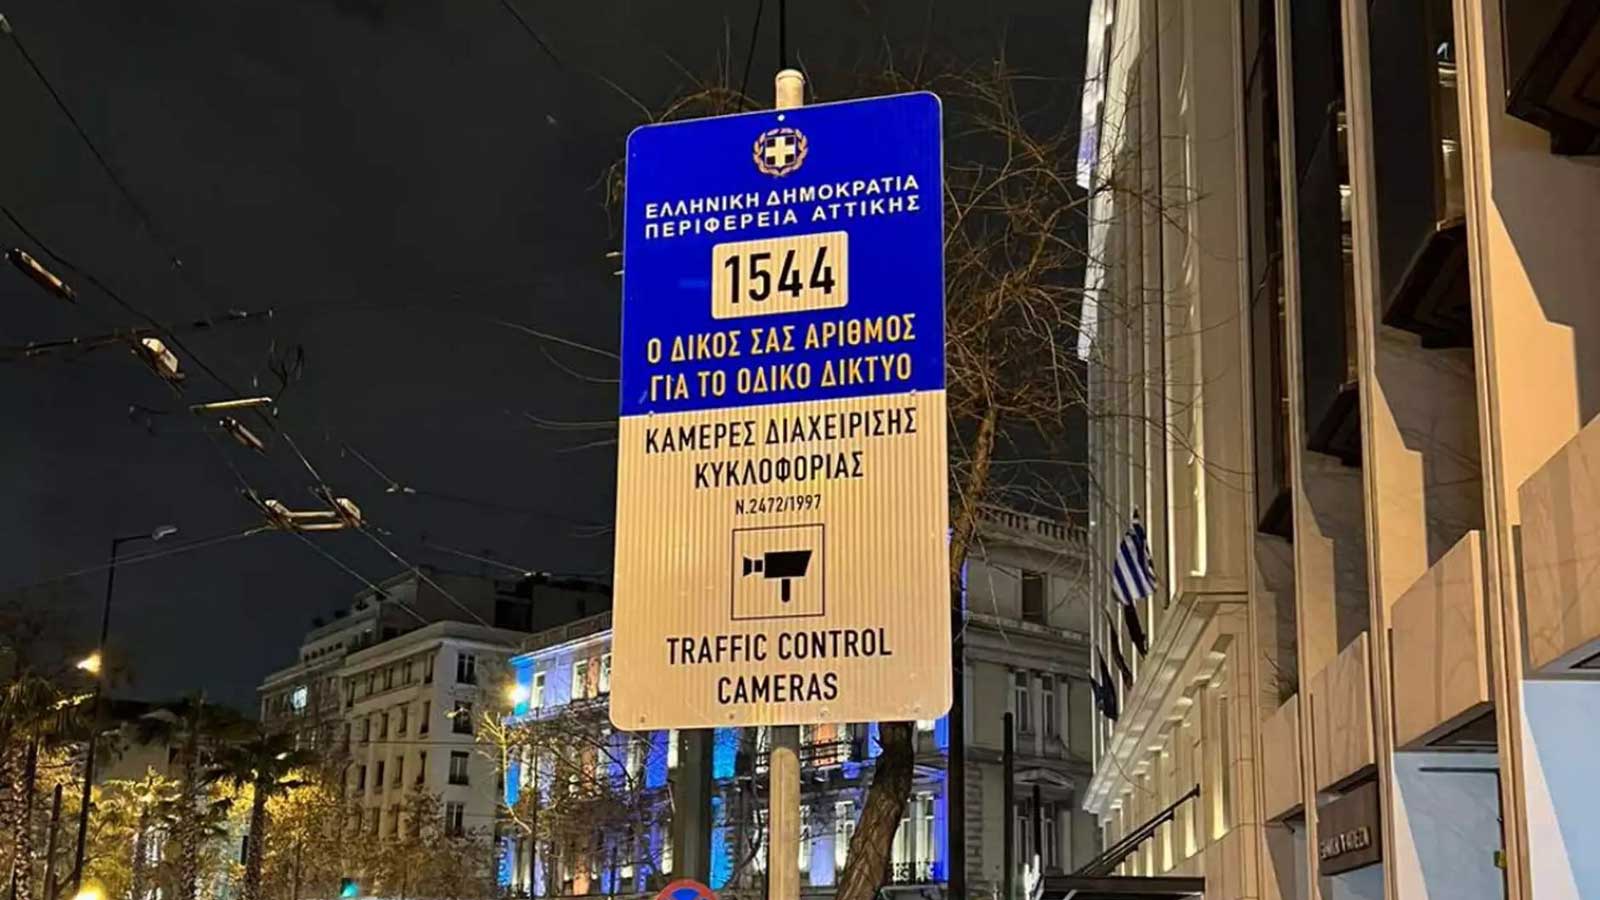 ΕΛΛΗΝΙΚΗ ΔΗΜΟΚΡΑΤΙΑ
ΠΕΡΙΦΕΡΕΙΑ ΑΤΤΙΚΗΣ
1544
Ο ΔΙΚΟΣ ΣΑΣ ΑΡΙΘΜΟΣ
ΓΙΑ ΤΟ ΟΔΙΚΟ ΔΙΚΤΥΟ
ΚΑΜΕΡΕΣ ΔΙΑΧΕΙΡΙΣΗΣ
ΚΥΚΛΟΦΟΡΙΑΣ
Ν.2472/1997
TRAFFIC CONTROL
CAMERAS